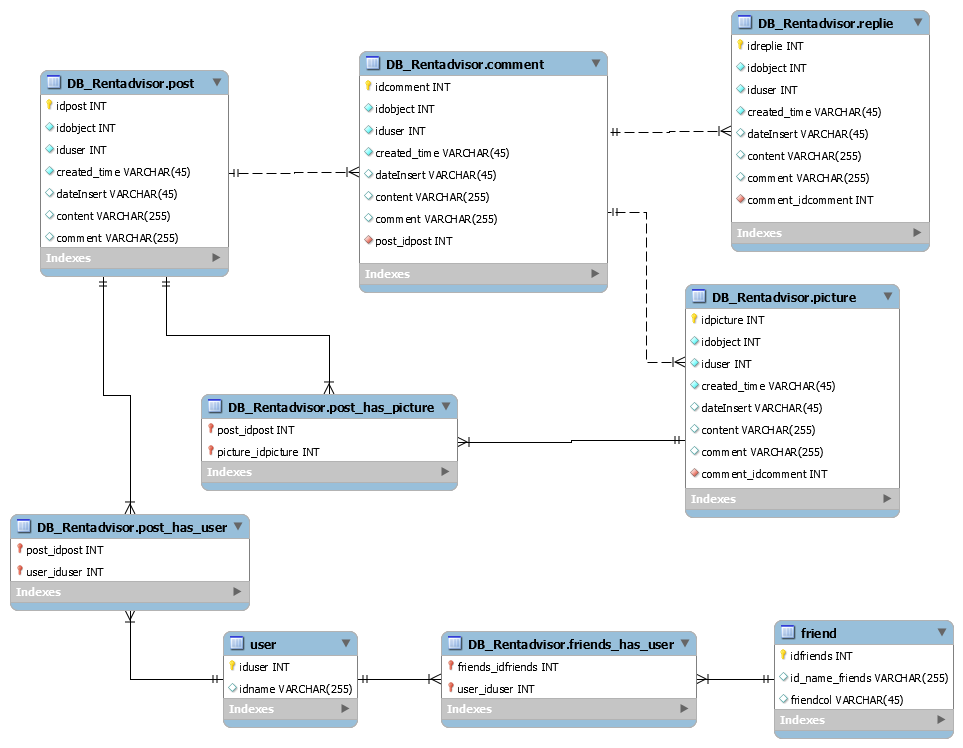 DB_Rentadvisor.post
idpost INT
idobject INT
iduser INT
created_time VARCHAR(45)
dateInsert VARCHAR(45)
content VARCHAR(255)
comment VARCHAR(255)
Indexes
DB_Rentadvisor.comment
idcomment INT
idobject INT
iduser INT
created_time VARCHAR(45)
dateInsert VARCHAR(45)
content VARCHAR(255)
comment VARCHAR(255)
post_idpost INT
Indexes
DB_Rentadvisor.replie
idreplie INT
idobject INT
iduser INT
created_time VARCHAR(45)
dateInsert VARCHAR(45)
content VARCHAR(255)
comment VARCHAR(255)
comment_idcomment INT
Indexes
DB_Rentadvisor.picture
idpicture INT
idobject INT
iduser INT
created_time VARCHAR(45)
dateInsert VARCHAR(45)
content VARCHAR(255)
comment VARCHAR(255)
comment_idcomment INT
Indexes
DB_Rentadvisor.post_has_picture
post_idpost INT
picture_idpicture INT
Indexes
DB_Rentadvisor.post_has_user
post_idpost INT
user_iduser INT
Indexes
user
iduser INT
idname VARCHAR(255)
Indexes
DB_Rentadvisor.friends_has_user
friends_idfriends INT
user_iduser INT
Indexes
friend
idfriends INT
id_name_friends VARCHAR(255)
friendcol VARCHAR(45)
Indexes